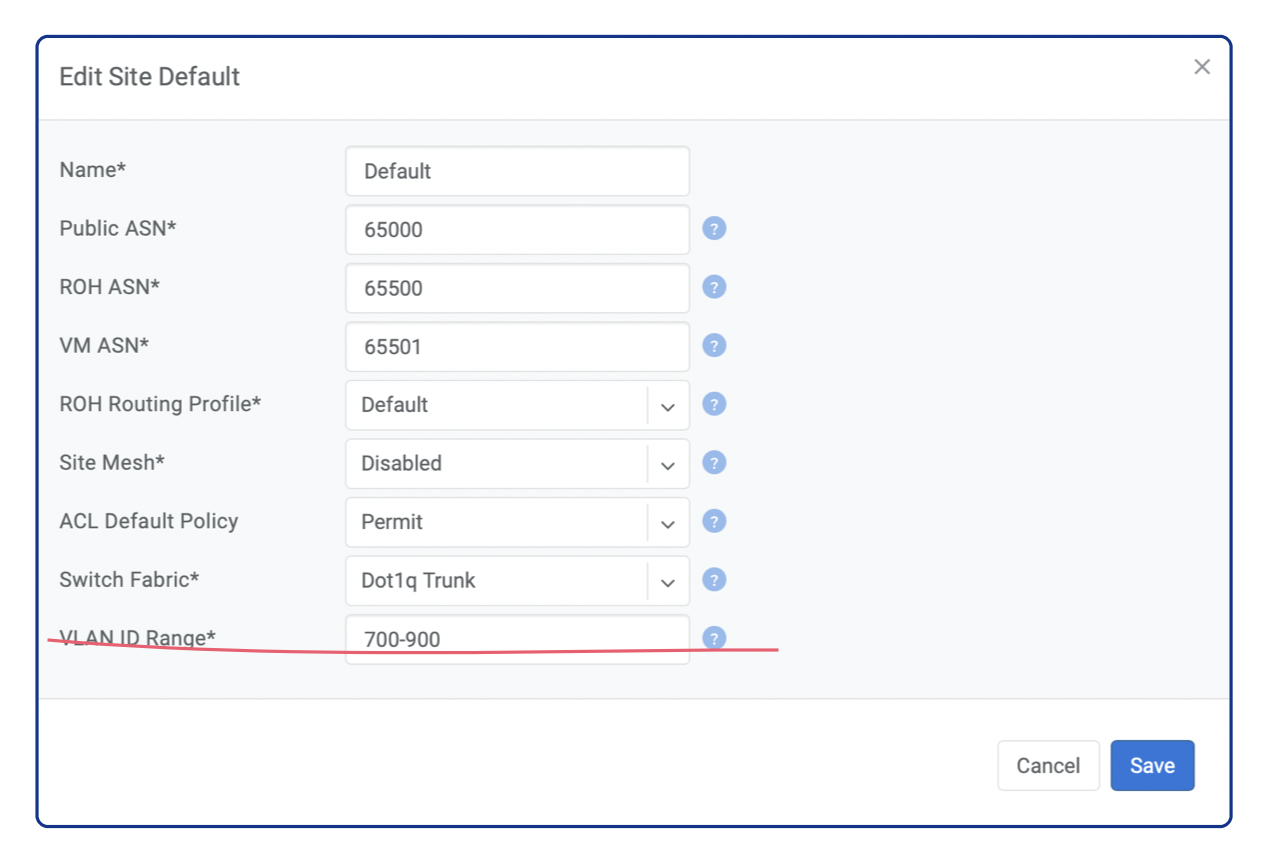 Edit Site Default
Name* Default
Public ASN* 65000 ?
ROH ASN* 65500 ?
VM ASN* 65501 ?
ROH Routing Profile* Default ?
Site Mesh* Disabled ?
ACL Default Policy Permit ?
Switch Fabric* Dot1q Trunk ?
VLAN ID Range* 700-900 ?
Cancel Save